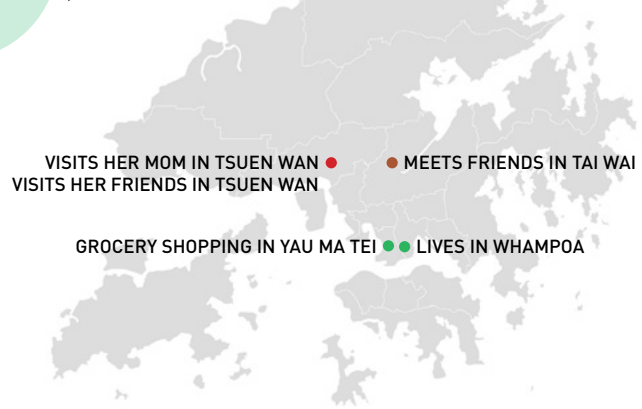 VISITS HER MOM IN TSUEN WAN
MEETS FRIENDS IN TAI WAI
VISITS HER FRIENDS IN TSUEN WAN
GROCERY SHOPPING IN YAU MA TEI
LIVES IN WHAMPOA